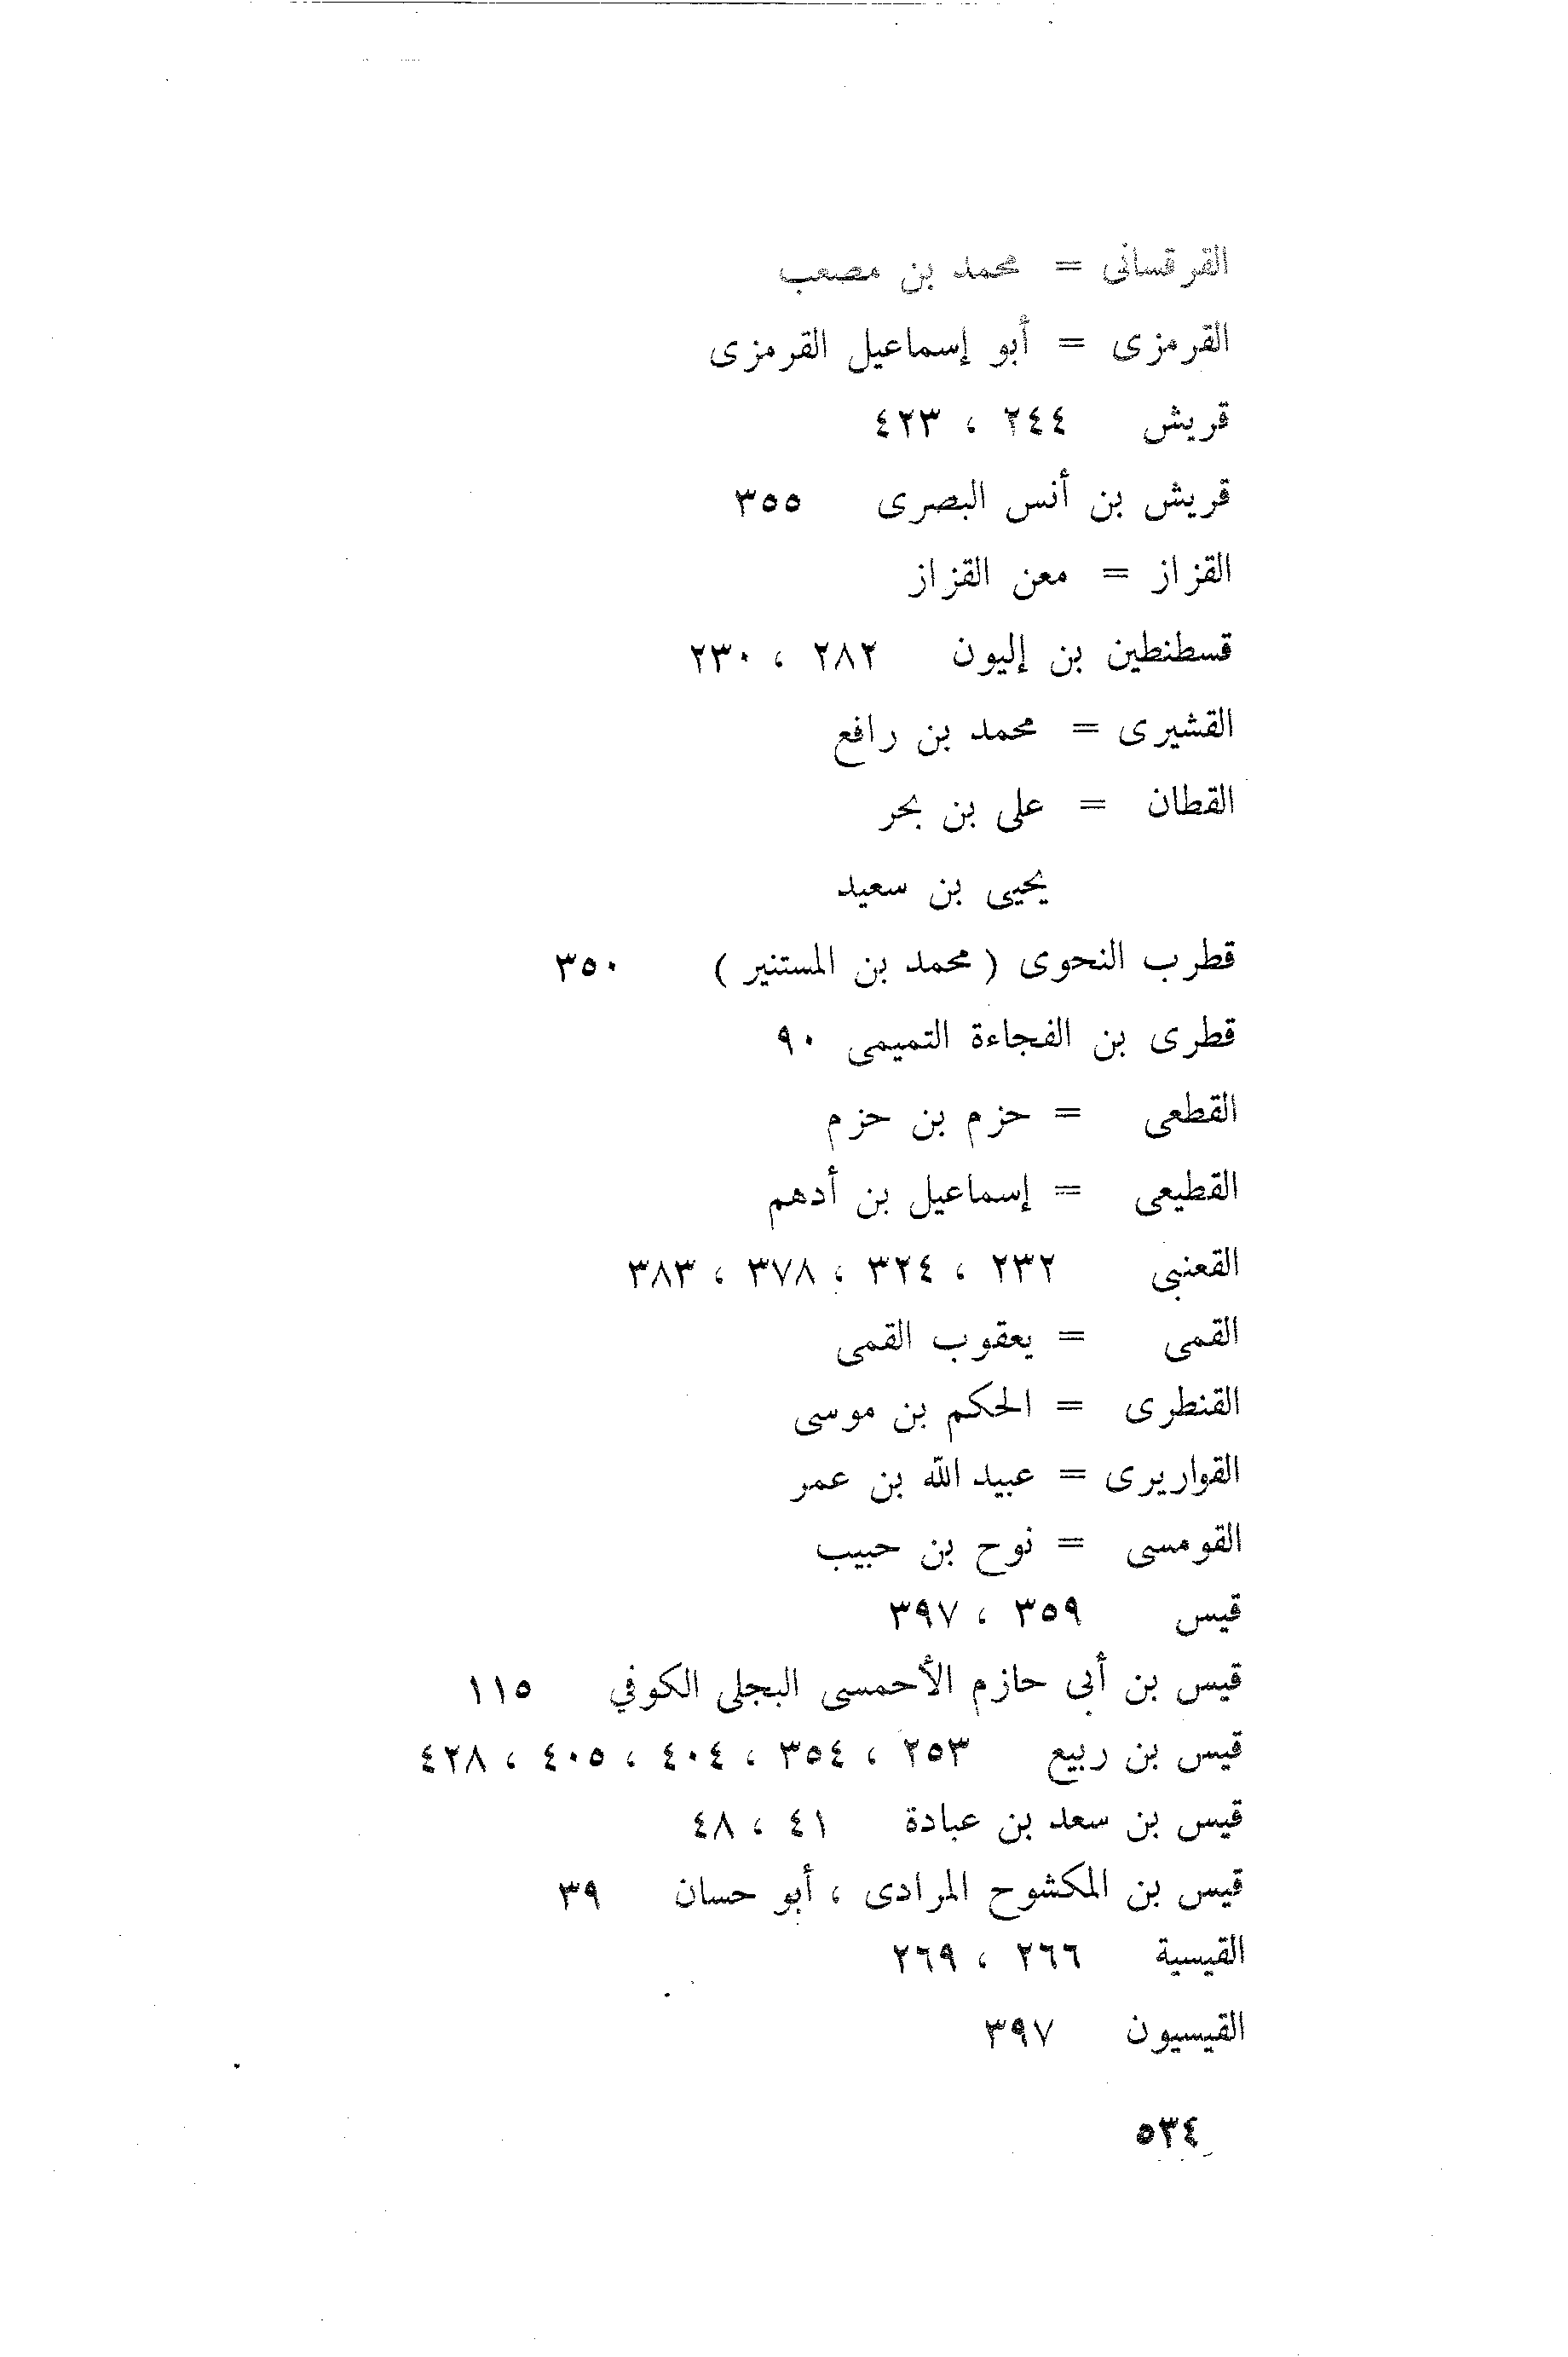 القرقسانى = محمد بن مصعب
القرمزى = أبو إسماعيل القرمزى
قريش ٢٤٤ ، ٤٢٣
قريش بن أنس البصرى ٣٥٥
القزاز = معن القزاز
قسطنطين بن إليون ٢٨٢ ، ٢٣٠
القشيرى = محمد بن رافع
القطان = على بن بحر
يحيى بن سعيد
قطرب النحوى ( محمد بن المستنير ) ٣٥٠
قطرى بن الفجاءة التميمى ٩٠
القطعى = حزم بن حزم
القطيعى = إسماعيل بن أدهم
القعنبى ٢٣٢ ، ٣٢٤ ، ٣٧٨ ، ٣٨٣
القمى = يعقوب القمى
القنطرى = الحكم بن موسى
القواريرى = عبيد الله بن عمر
القومسى = نوح بن حبيب
قيس ٣٥٩ ، ٣٩٧
قيس بن أبى حازم الأحمسى البجلى الكوفي ١١٥
قيس بن ربيع ٢٥٣ ، ٣٥٤ ، ٤٠٤ ، ٤٠٥ ، ٤٢٨
قيس بن سعد بن عبادة ٤١ ، ٤٨
قيس بن المكشوح المرادى ، أبو حسان ٣٩
القيسية ٢٦٦ ، ٢٦٩
القيسيون ٣٩٧
٥٣٤